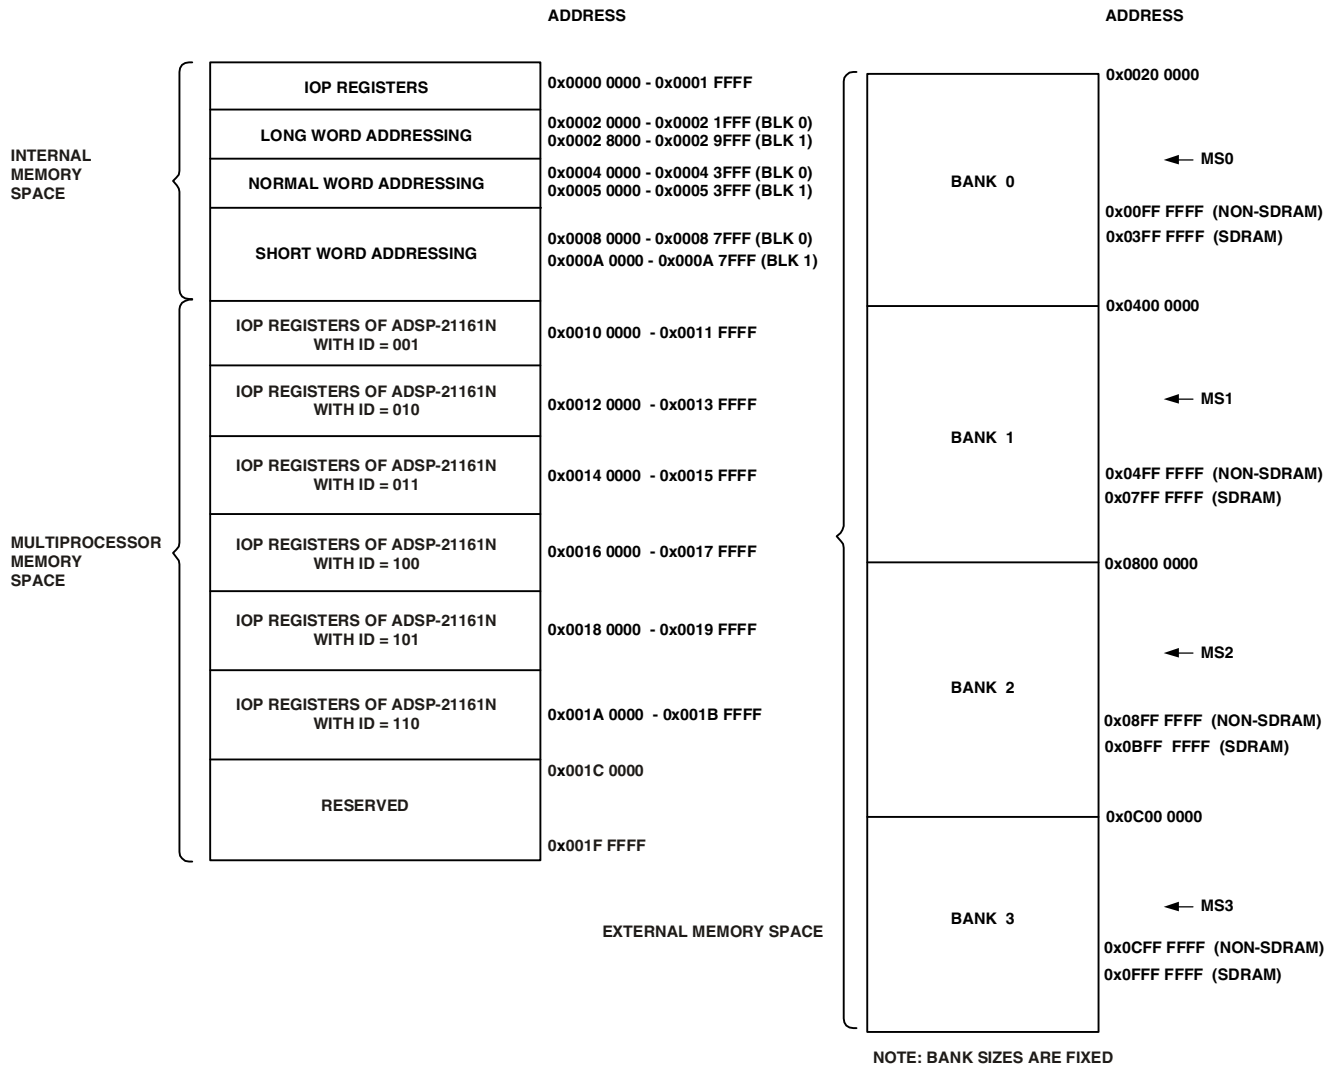 ADDRESS
INTERNAL
MEMORY
SPACE
IOP REGISTERS
0x0000 0000 - 0x0001 FFFF
LONG WORD ADDRESSING
0x0002 0000 - 0x0002 1FFF (BLK 0)
0x0002 8000 - 0x0002 9FFF (BLK 1)
NORMAL WORD ADDRESSING
0x0004 0000 - 0x0004 3FFF (BLK 0)
0x0005 0000 - 0x0005 3FFF (BLK 1)
SHORT WORD ADDRESSING
0x0008 0000 - 0x0008 7FFF (BLK 0)
0x000A 0000 - 0x000A 7FFF (BLK 1)
MULTIPROCESSOR
MEMORY
SPACE
IOP REGISTERS OF ADSP-21161N
WITH ID = 001
0x0010 0000 - 0x0011 FFFF
IOP REGISTERS OF ADSP-21161N
WITH ID = 010
0x0012 0000 - 0x0013 FFFF
IOP REGISTERS OF ADSP-21161N
WITH ID = 011
0x0014 0000 - 0x0015 FFFF
IOP REGISTERS OF ADSP-21161N
WITH ID = 100
0x0016 0000 - 0x0017 FFFF
IOP REGISTERS OF ADSP-21161N
WITH ID = 101
0x0018 0000 - 0x0019 FFFF
IOP REGISTERS OF ADSP-21161N
WITH ID = 110
0x001A 0000 - 0x001B FFFF
RESERVED
0x001C 0000
0x001F FFFF
ADDRESS
EXTERNAL MEMORY SPACE
0x0020 0000
BANK 0
MS0
0x00FF FFFF (NON-SDRAM)
0x03FF FFFF (SDRAM)
0x0400 0000
BANK 1
MS1
0x04FF FFFF (NON-SDRAM)
0x07FF FFFF (SDRAM)
0x0800 0000
BANK 2
MS2
0x08FF FFFF (NON-SDRAM)
0x0BFF FFFF (SDRAM)
0x0C00 0000
BANK 3
MS3
0x0CFF FFFF (NON-SDRAM)
0x0FFF FFFF (SDRAM)
NOTE: BANK SIZES ARE FIXED